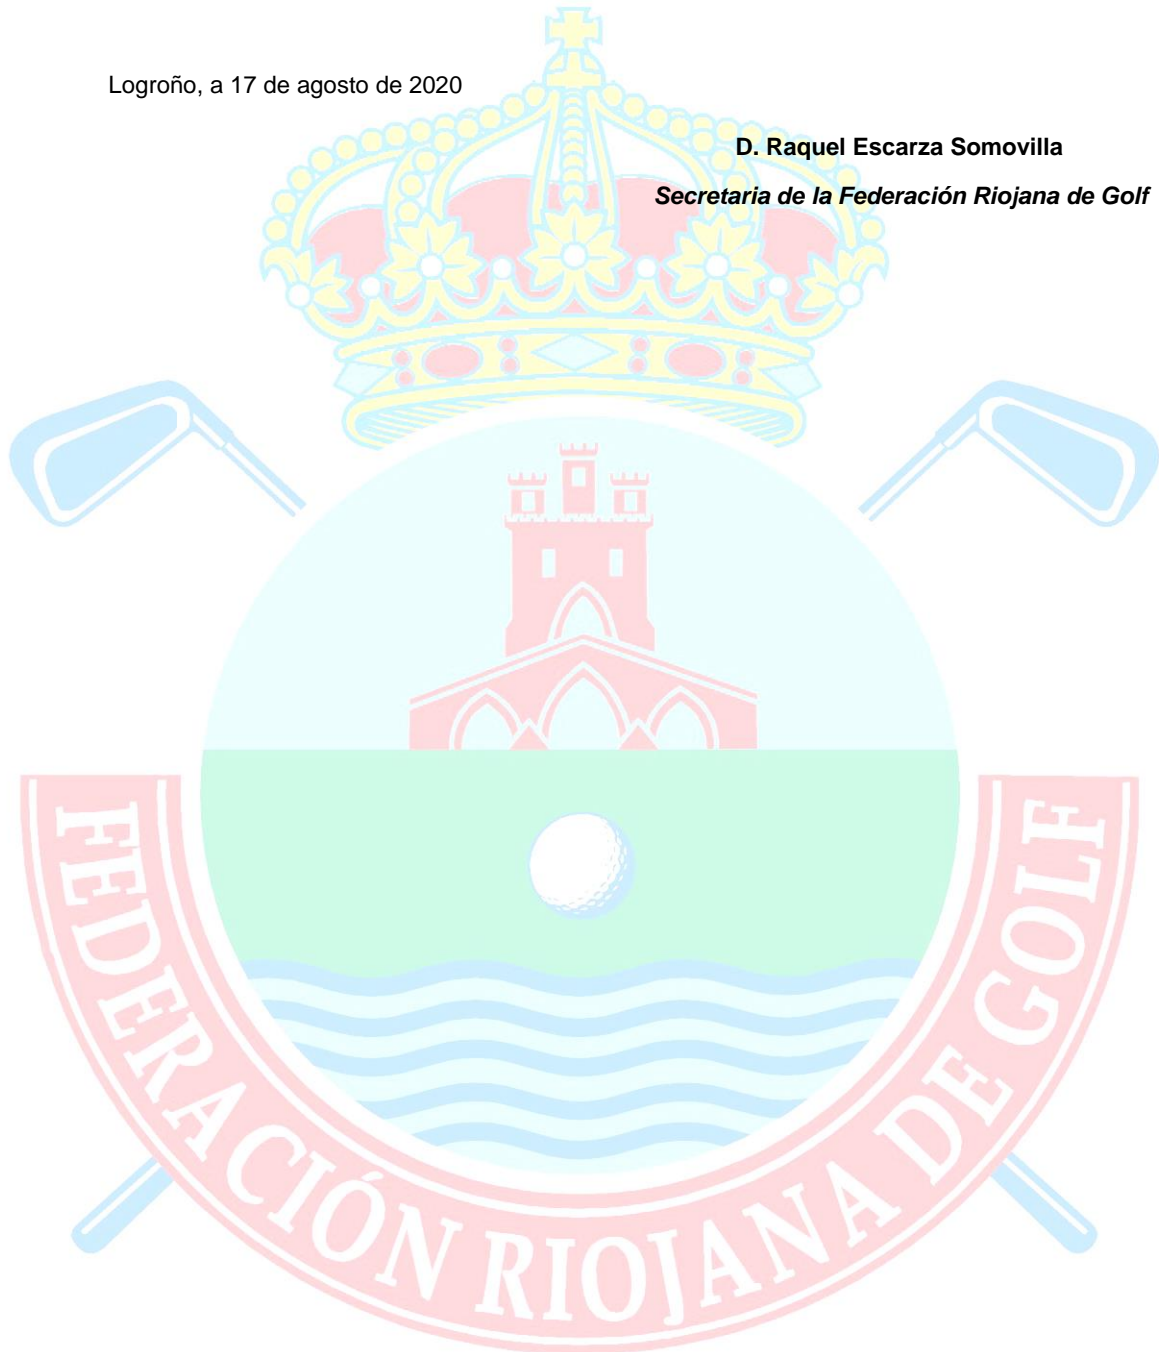 Logroño, a 17 de agosto de 2020
D. Raquel Escarza Somovilla
Secretaria de la Federación Riojana de Golf
FEDERACIÓN RIOJANA DE GOLF